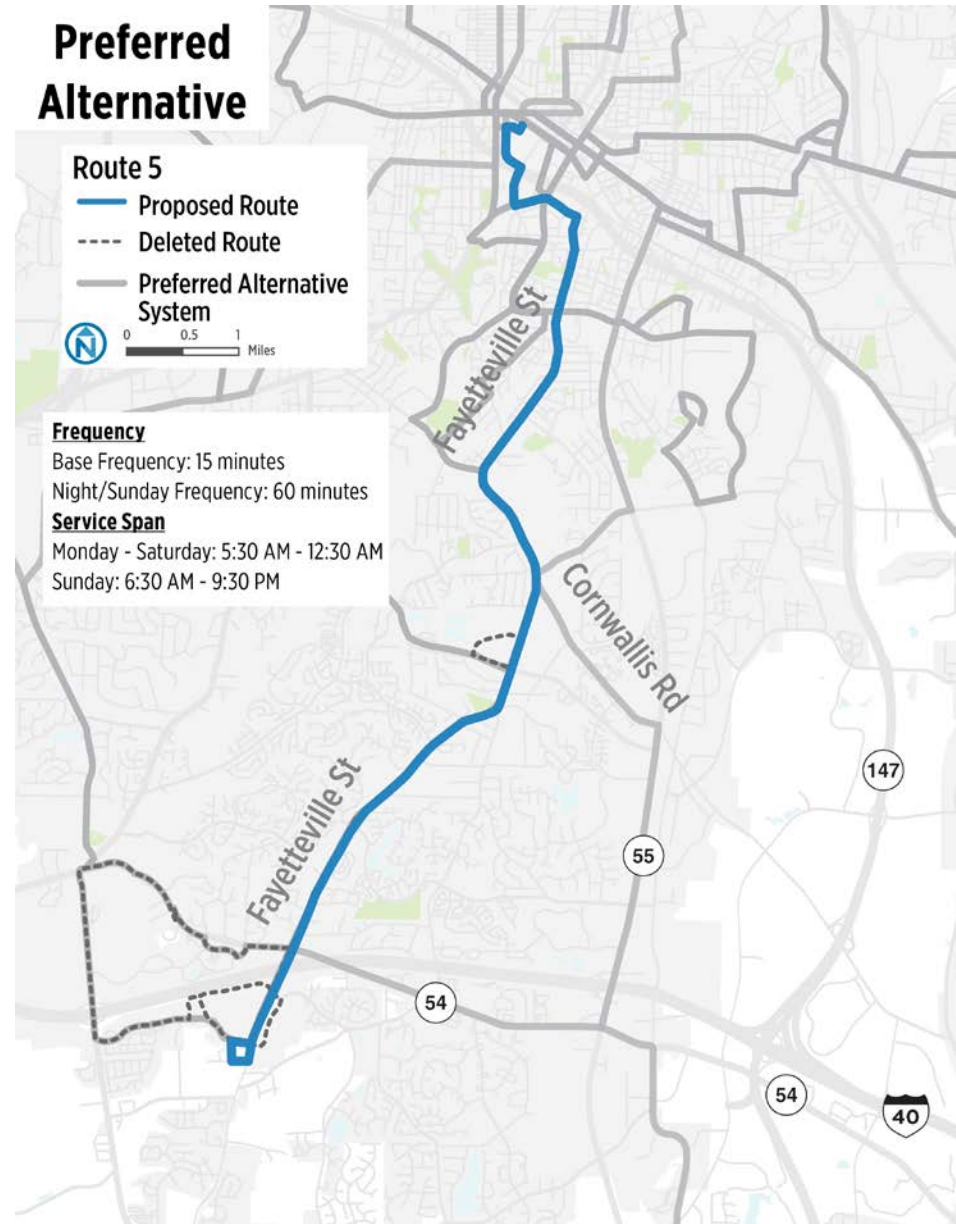 Preferred
Alternative
Route 5
Proposed Route
Deleted Route
Preferred Alternative
System
N
0 0.5 1
Miles
Frequency
Base Frequency: 15 minutes
Night/Sunday Frequency: 60 minutes
Service Span
Monday - Saturday: 5:30 AM - 12:30 AM
Sunday: 6:30 AM - 9:30 PM
Fayetteville St
Cornwallis Rd
Fayetteville St
147
55
54
54
40